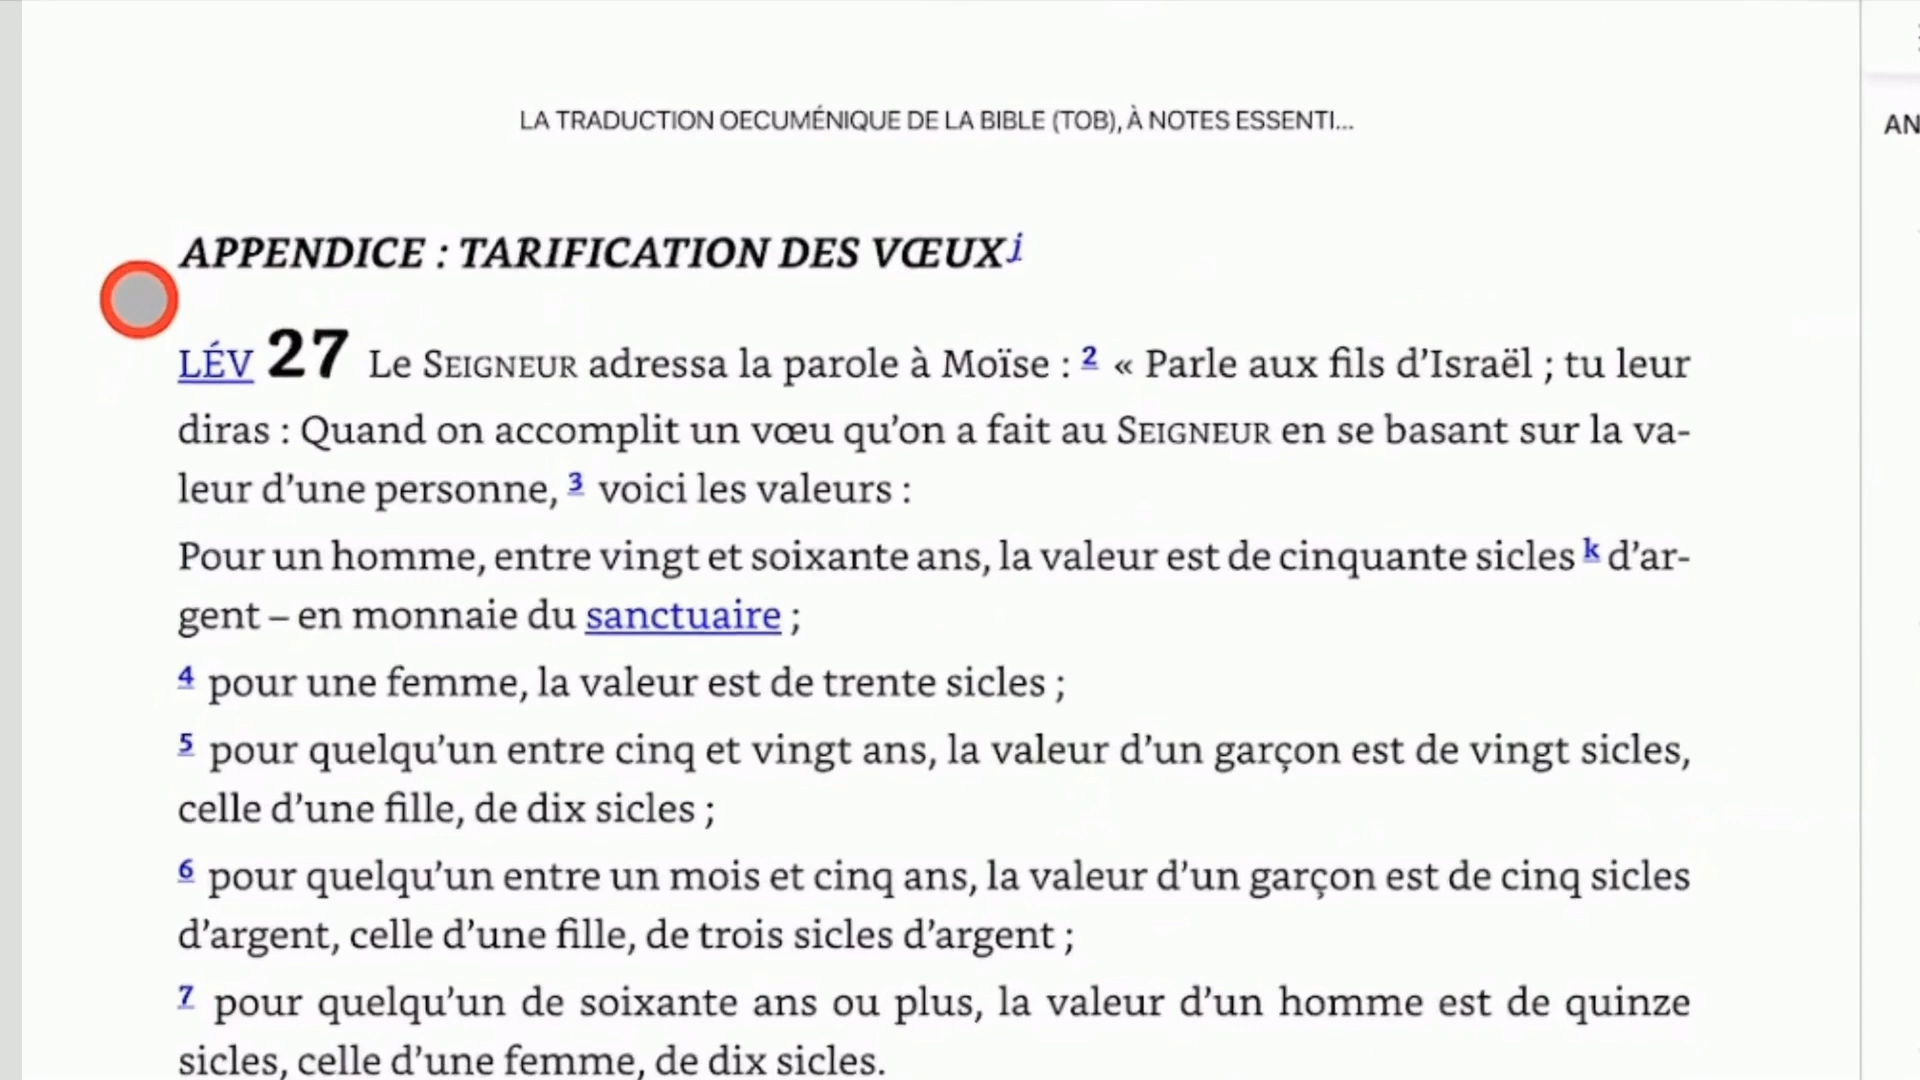 LA TRADUCTION OECUMÉNIQUE DE LA BIBLE (TOB), À NOTES ESSENTI...
AN
APPENDICE : TARIFICATION DES VŒUX j
LÉV 27 Le SEIGNEUR adressa la parole à Moïse : 2 « Parle aux fils d’Israël ; tu leur
diras : Quand on accomplit un vœu qu’on a fait au SEIGNEUR en se basant sur la va-
leur d’une personne, 3 voici les valeurs :
Pour un homme, entre vingt et soixante ans, la valeur est de cinquante sicles k d’ar-
gent – en monnaie du sanctuaire ;
4 pour une femme, la valeur est de trente sicles ;
5 pour quelqu’un entre cinq et vingt ans, la valeur d’un garçon est de vingt sicles,
celle d’une fille, de dix sicles ;
6 pour quelqu’un entre un mois et cinq ans, la valeur d’un garçon est de cinq sicles
d’argent, celle d’une fille, de trois sicles d’argent ;
7 pour quelqu’un de soixante ans ou plus, la valeur d’un homme est de quinze
sicles, celle d’une femme, de dix sicles.